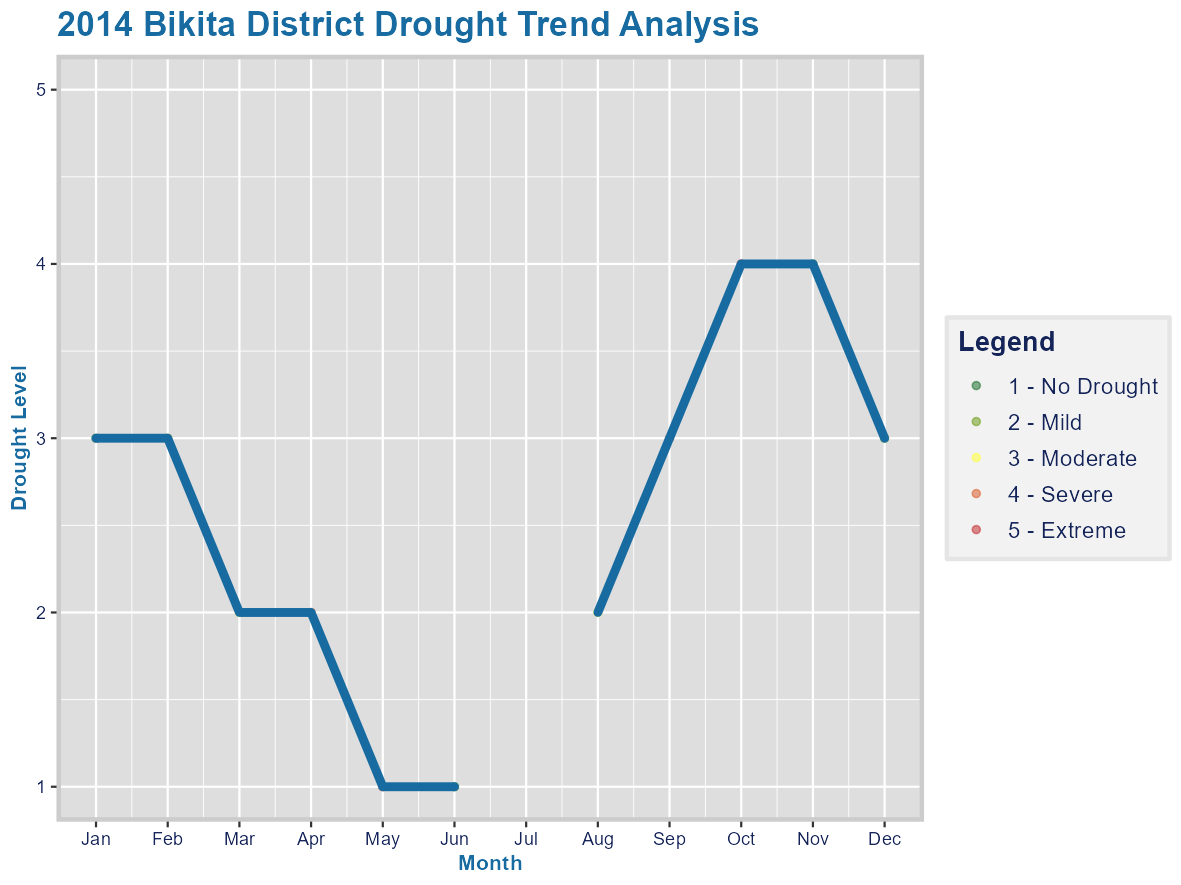 2014 Bikita District Drought Trend Analysis
5
4
3
2
1
Drought Level
Jan Feb Mar Apr May Jun Jul Aug Sep Oct Nov Dec
Month
Legend
1 - No Drought
2 - Mild
3 - Moderate
4 - Severe
5 - Extreme